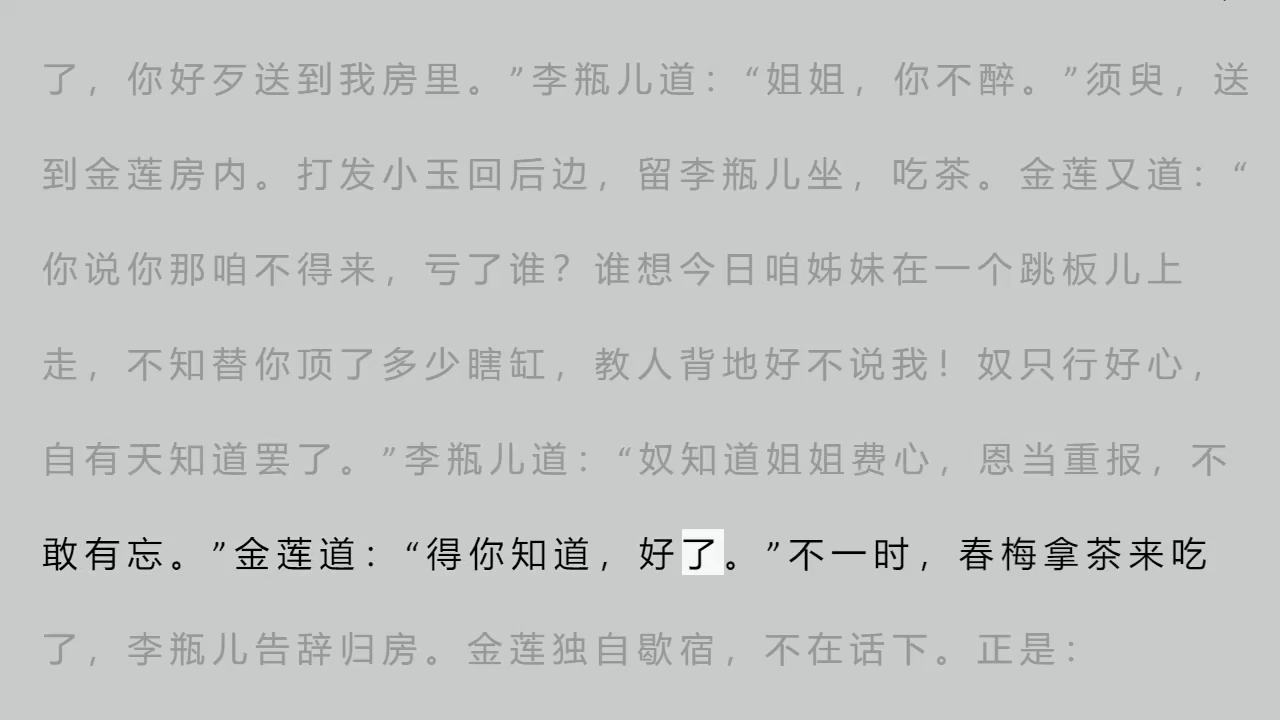 了，你好歹送到我房里。”李瓶儿道：“姐姐，你不醉。”须臾，送
到金莲房内。打发小玉回后边，留李瓶儿坐，吃茶。金莲又道：“
你说你那咱不得来，亏了谁？谁想今日咱姊妹在一个跳板儿上
走，不知替你顶了多少瞎缸，教人背地好不说我！奴只行好心，
自有天知道罢了。”李瓶儿道：“奴知道姐姐费心，恩当重报，不
敢有忘。”金莲道：“得你知道，好了。”不一时，春梅拿茶来吃
了，李瓶儿告辞归房。金莲独自歇宿，不在话下。正是：